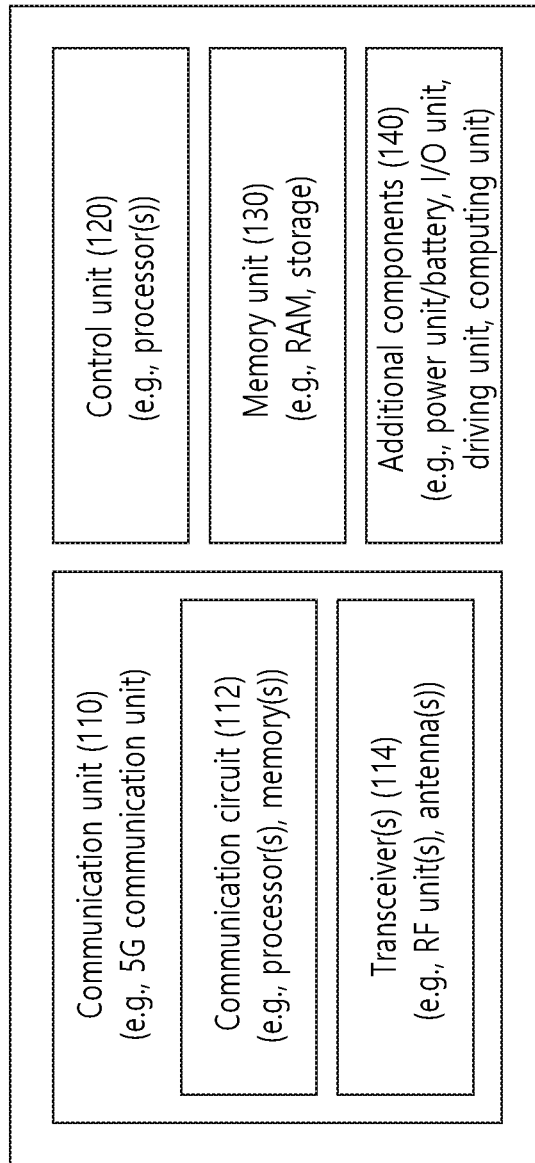 Communication unit (110)
(e.g., 5G communication unit)
Communication circuit (112)
(e.g., processor(s), memory(s))
Transceiver(s) (114)
(e.g., RF unit(s), antenna(s))
Control unit (120)
(e.g., processor(s))
Memory unit (130)
(e.g., RAM, storage)
Additional components (140)
(e.g., power unit/battery, I/O unit,
driving unit, computing unit)